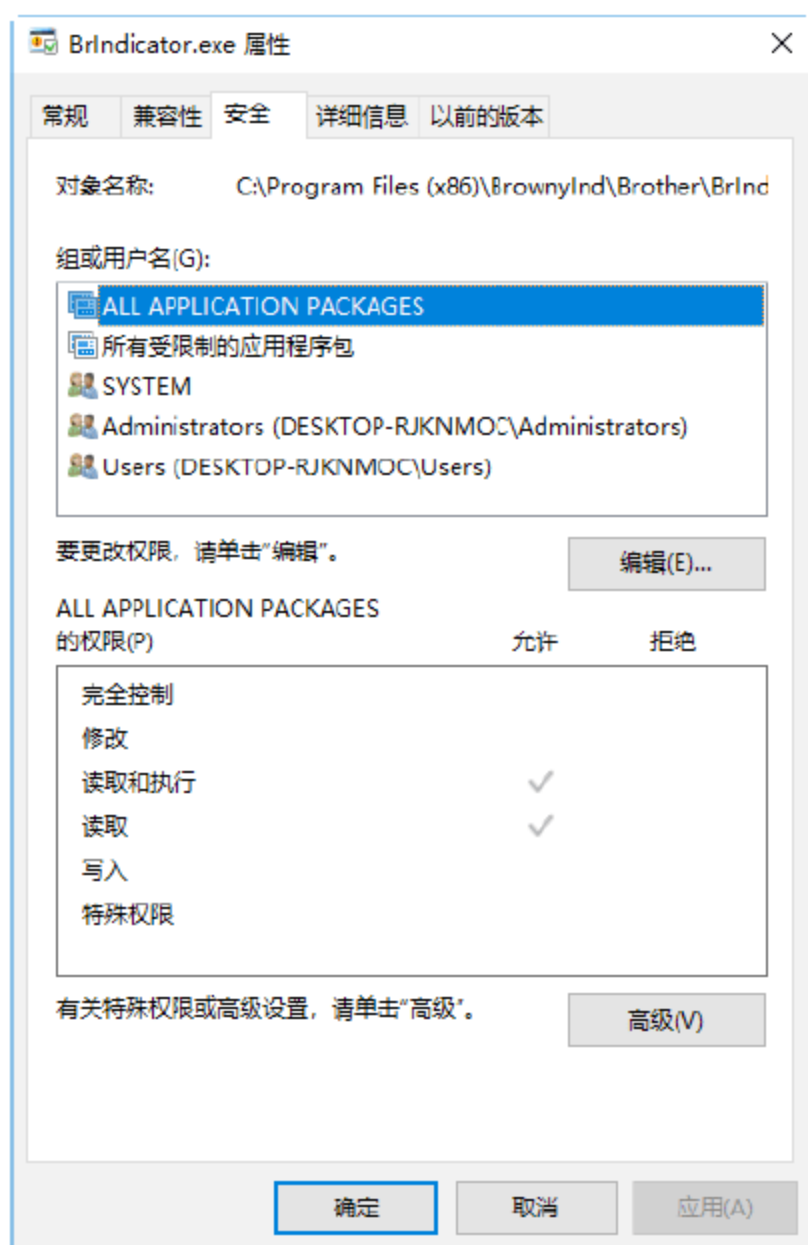 BrIndicator.exe 属性
常规 兼容性 安全 详细信息 以前的版本
对象名称: C:\Program Files (x86)\BrownyInd\Brother\BrInd
组或用户名(G):
ALL APPLICATION PACKAGES
所有受限制的应用程序包
SYSTEM
Administrators (DESKTOP-RJKNMOC\Administrators)
Users (DESKTOP-RJKNMOC\Users)
要更改权限，请单击"编辑"。 编辑(E)...
ALL APPLICATION PACKAGES
的权限(P) 允许 拒绝
完全控制
修改
读取和执行
读取
写入
特殊权限
有关特殊权限或高级设置，请单击"高级"。 高级(V)
确定 取消 应用(A)